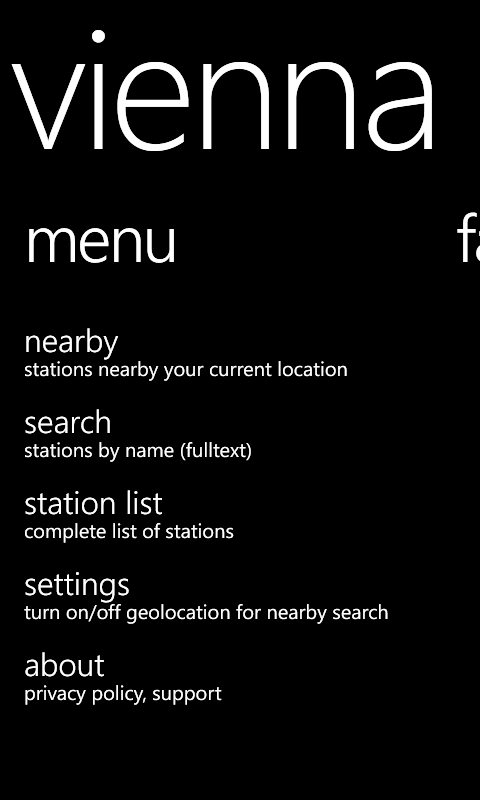 vienna
menu
fa
nearby
stations nearby your current location
search
stations by name (fulltext)
station list
complete list of stations
settings
turn on/off geolocation for nearby search
about
privacy policy, support